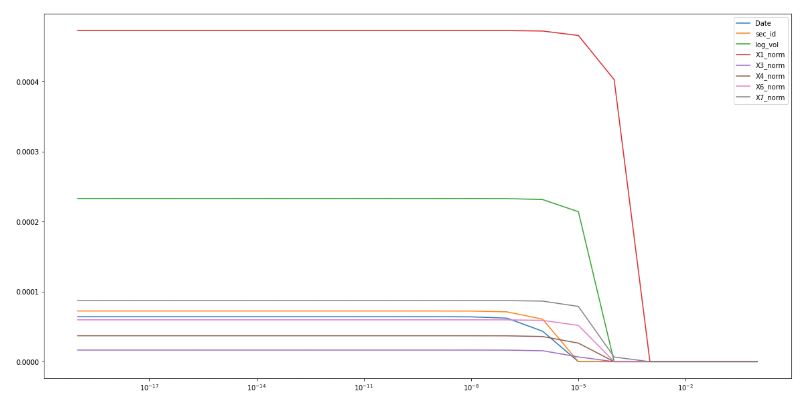 Date
sec_id
log_vol
X1_norm
X3_norm
X4_norm
X6_norm
X7_norm
0.0004
0.0003
0.0002
0.0001
0.0000
10⁻¹⁷ 10⁻¹⁴ 10⁻¹¹ 10⁻⁸ 10⁻⁵ 10⁻²